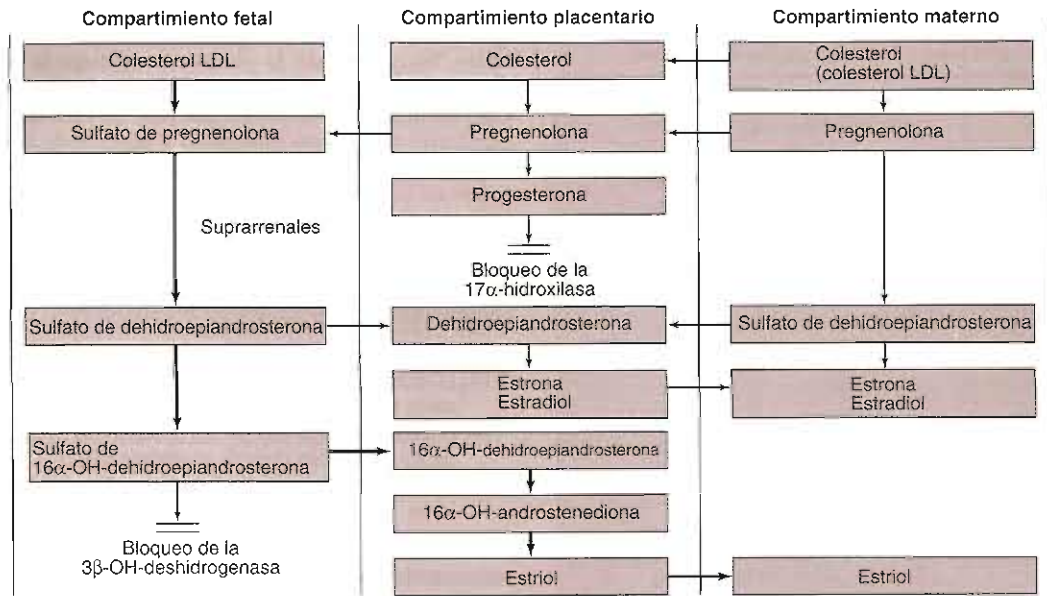 Compartimiento fetal
Compartimiento placentario
Compartimiento materno
Colesterol LDL
Colesterol
Colesterol
(colesterol LDL)
Sulfato de pregnenolona
Pregnenolona
Pregnenolona
Progesterona
Suprarrenales
Bloqueo de la
17α-hidroxilasa
Sulfato de dehidroepiandrosterona
Dehidroepiandrosterona
Sulfato de dehidroepiandrosterona
Estrona
Estradiol
Estrona
Estradiol
Sulfato de
16α-OH-dehidroepiandrosterona
16α-OH-dehidroepiandrosterona
16α-OH-androstenediona
Bloqueo de la
3β-OH-deshidrogenasa
Estriol
Estriol